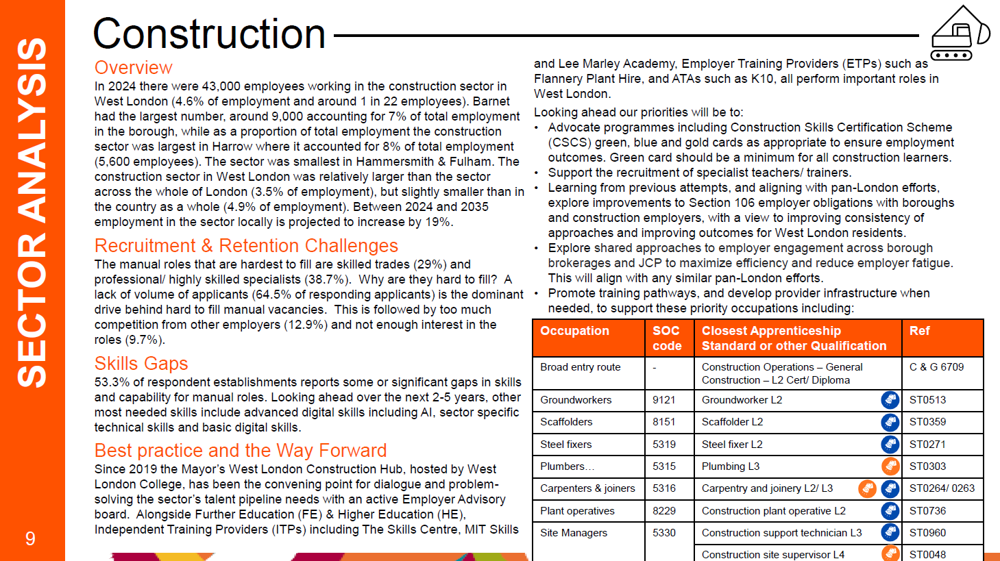 SECTOR ANALYSIS
9
Construction
Overview
In 2024 there were 43,000 employees working in the construction sector in
West London (4.6% of employment and around 1 in 22 employees). Barnet
had the largest number, around 9,000 accounting for 7% of total employment
in the borough, while as a proportion of total employment the construction
sector was largest in Harrow where it accounted for 8% of total employment
(5,600 employees). The sector was smallest in Hammersmith & Fulham. The
construction sector in West London was relatively larger than the sector
across the whole of London (3.5% of employment), but slightly smaller than in
the country as a whole (4.9% of employment). Between 2024 and 2035
employment in the sector locally is projected to increase by 19%.
Recruitment & Retention Challenges
The manual roles that are hardest to fill are skilled trades (29%) and
professional/ highly skilled specialists (38.7%).  Why are they hard to fill?  A
lack of volume of applicants (64.5% of responding applicants) is the dominant
drive behind hard to fill manual vacancies.  This is followed by too much
competition from other employers (12.9%) and not enough interest in the
roles (9.7%).
Skills Gaps
53.3% of respondent establishments reports some or significant gaps in skills
and capability for manual roles. Looking ahead over the next 2-5 years, other
most needed skills include advanced digital skills including AI, sector specific
technical skills and basic digital skills.
Best practice and the Way Forward
Since 2019 the Mayor's West London Construction Hub, hosted by West
London College, has been the convening point for dialogue and problem-
solving the sector's talent pipeline needs with an active Employer Advisory
board.  Alongside Further Education (FE) & Higher Education (HE),
Independent Training Providers (ITPs) including The Skills Centre, MIT Skills
and Lee Marley Academy, Employer Training Providers (ETPs) such as
Flannery Plant Hire, and ATAs such as K10, all perform important roles in
West London.
Looking ahead our priorities will be to:
• Advocate programmes including Construction Skills Certification Scheme
(CSCS) green, blue and gold cards as appropriate to ensure employment
outcomes. Green card should be a minimum for all construction learners.
• Support the recruitment of specialist teachers/ trainers.
• Learning from previous attempts, and aligning with pan-London efforts,
explore improvements to Section 106 employer obligations with boroughs
and construction employers, with a view to improving consistency of
approaches and improving outcomes for West London residents.
• Explore shared approaches to employer engagement across borough
brokerages and JCP to maximize efficiency and reduce employer fatigue.
This will align with any similar pan-London efforts.
• Promote training pathways, and develop provider infrastructure when
needed, to support these priority occupations including:
Occupation SOC code Closest Apprenticeship Standard or other Qualification Ref
Broad entry route - Construction Operations – General Construction – L2 Cert/ Diploma C & G 6709
Groundworkers 9121 Groundworker L2 ST0513
Scaffolders 8151 Scaffolder L2 ST0359
Steel fixers 5319 Steel fixer L2 ST0271
Plumbers… 5315 Plumbing L3 ST0303
Carpenters & joiners 5316 Carpentry and joinery L2/ L3 ST0264/ 0263
Plant operatives 8229 Construction plant operative L2 ST0736
Site Managers 5330 Construction support technician L3 ST0960
Construction site supervisor L4 ST0048